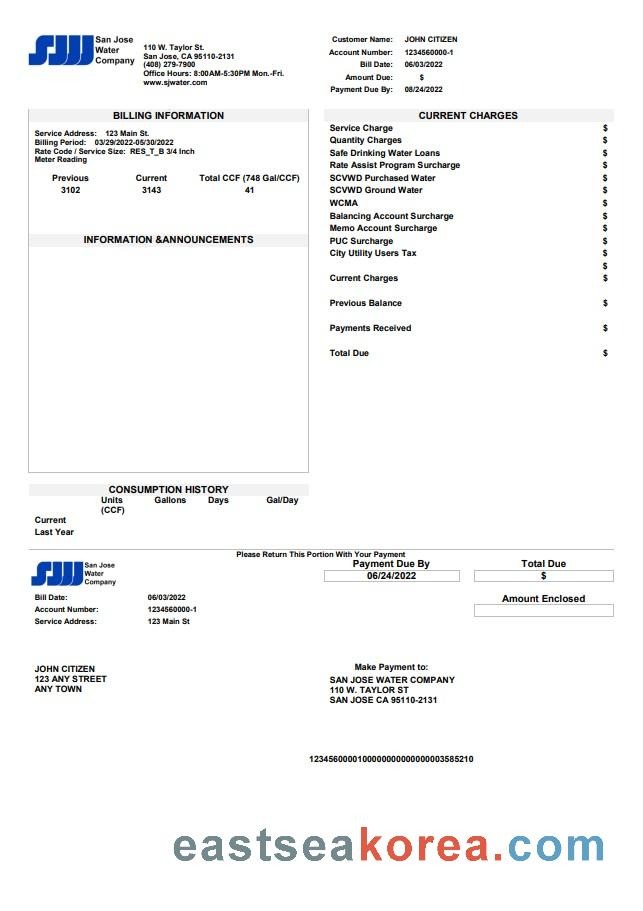 SJW
San Jose
Water
Company
110 W. Taylor St.
San Jose, CA 95110-2131
(408) 279-7900
Office Hours: 8:00AM-5:30PM Mon.-Fri.
www.sjwater.com
Customer Name: JOHN CITIZEN
Account Number: 1234560000-1
Bill Date: 06/03/2022
Amount Due: $
Payment Due By: 08/24/2022
BILLING INFORMATION
Service Address: 123 Main St.
Billing Period: 03/29/2022-05/30/2022
Rate Code / Service Size: RES_T_B 3/4 Inch
Meter Reading
Previous Current Total CCF (748 Gal/CCF)
3102 3143 41
INFORMATION &ANNOUNCEMENTS
CURRENT CHARGES
Service Charge $
Quantity Charges $
Safe Drinking Water Loans $
Rate Assist Program Surcharge $
SCVWD Purchased Water $
SCVWD Ground Water $
WCMA $
Balancing Account Surcharge $
Memo Account Surcharge $
PUC Surcharge $
City Utility Users Tax $
$
Current Charges $
Previous Balance $
Payments Received $
Total Due $
CONSUMPTION HISTORY
Units Gallons Days Gal/Day
(CCF)
Current
Last Year
Please Return This Portion With Your Payment
SJW
San Jose
Water
Company
Payment Due By Total Due
06/24/2022 $
Amount Enclosed
Bill Date: 06/03/2022
Account Number: 1234560000-1
Service Address: 123 Main St
JOHN CITIZEN
123 ANY STREET
ANY TOWN
Make Payment to:
SAN JOSE WATER COMPANY
110 W. TAYLOR ST
SAN JOSE CA 95110-2131
1234560000100000000000000003585210
eastseakorea.com